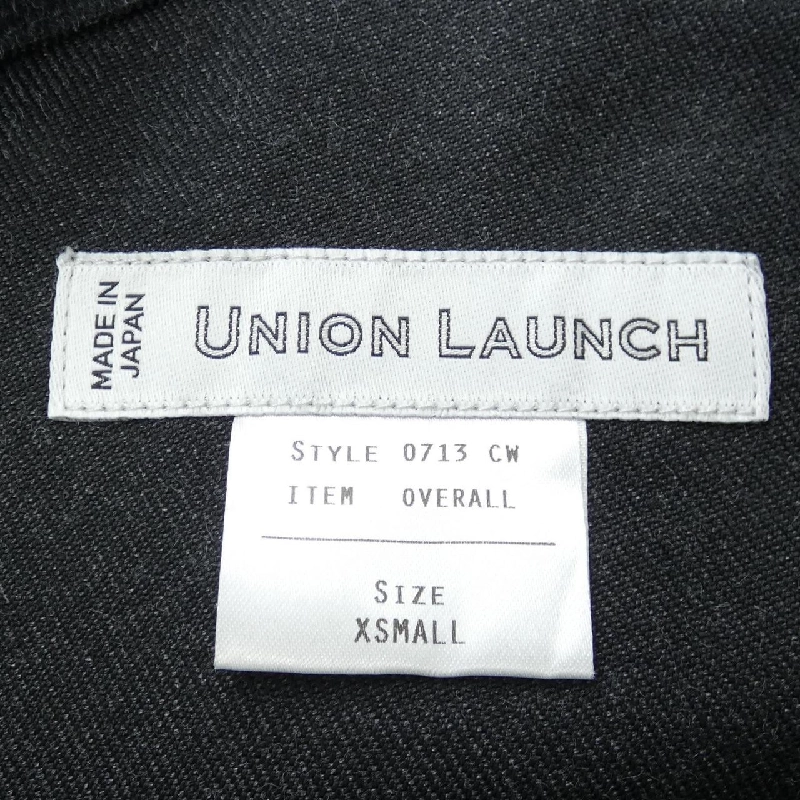 MADE IN
JAPAN
UNION LAUNCH
STYLE 0713 CW
ITEM OVERALL
SIZE
XSMALL